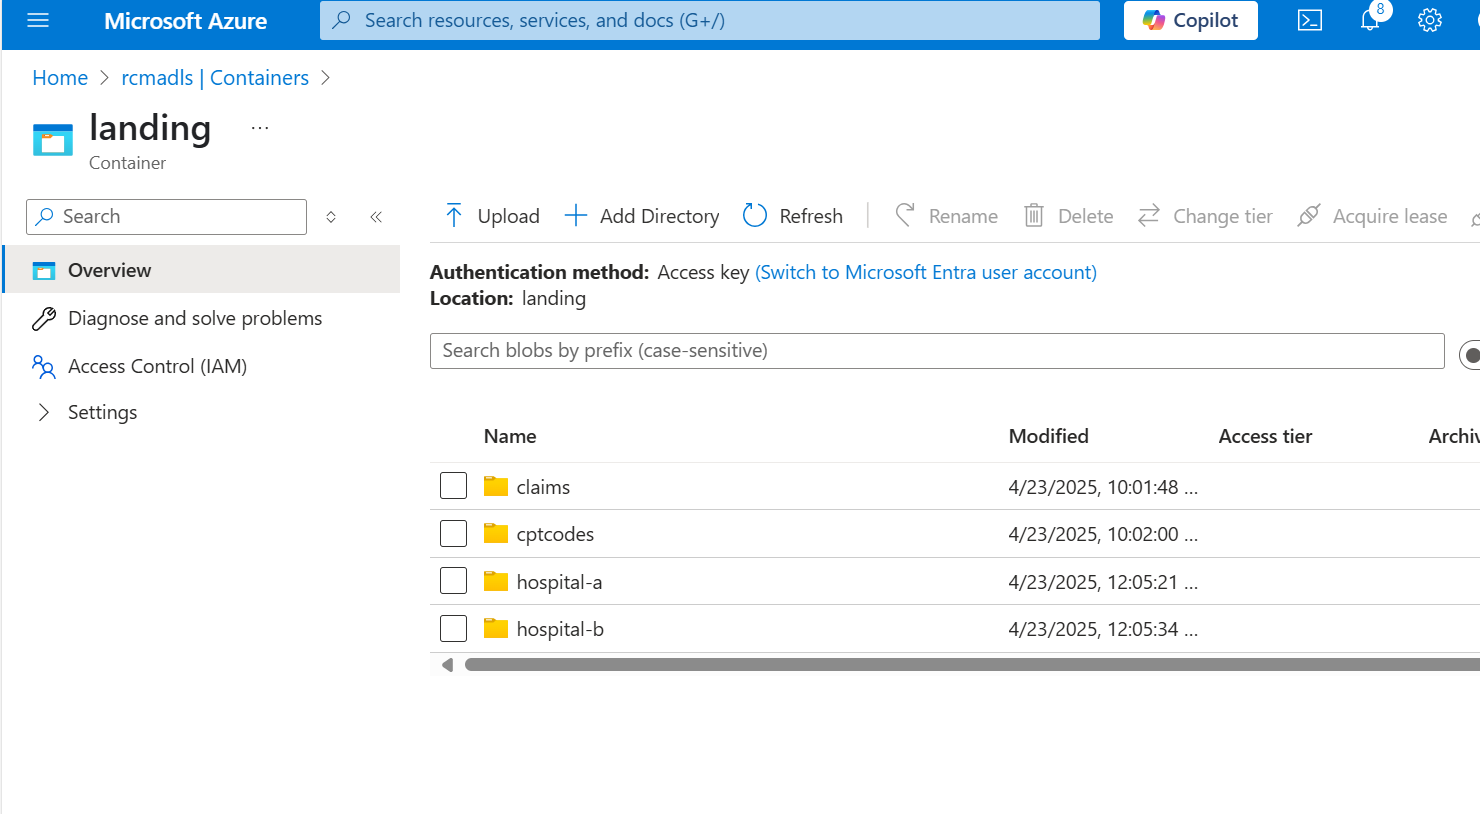 Microsoft Azure
Search resources, services, and docs (G+/)
Copilot
8
Home > rcmadls | Containers >
landing ...
Container
Search
Overview
Diagnose and solve problems
Access Control (IAM)
Settings
Upload Add Directory Refresh Rename Delete Change tier Acquire lease
Authentication method: Access key (Switch to Microsoft Entra user account)
Location: landing
Search blobs by prefix (case-sensitive)
Name Modified Access tier Archiv
claims 4/23/2025, 10:01:48 ...
cptcodes 4/23/2025, 10:02:00 ...
hospital-a 4/23/2025, 12:05:21 ...
hospital-b 4/23/2025, 12:05:34 ...